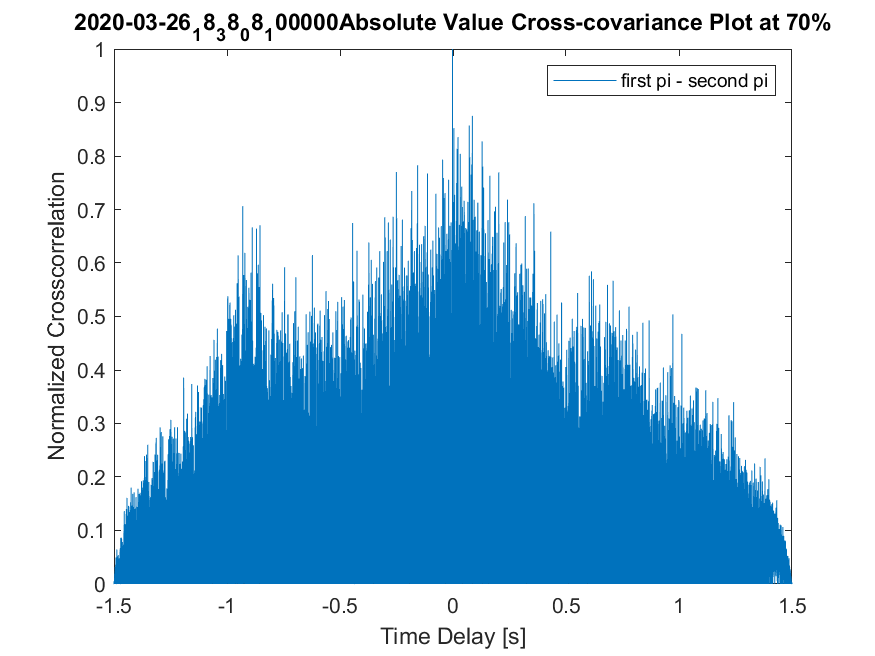 2020-03-26₁8₃8₀8₁00000Absolute Value Cross-covariance Plot at 70%
1
first pi - second pi
0.9
0.8
0.7
0.6
0.5
0.4
0.3
0.2
0.1
0
Normalized Crosscorrelation
-1.5 -1 -0.5 0 0.5 1 1.5
Time Delay [s]